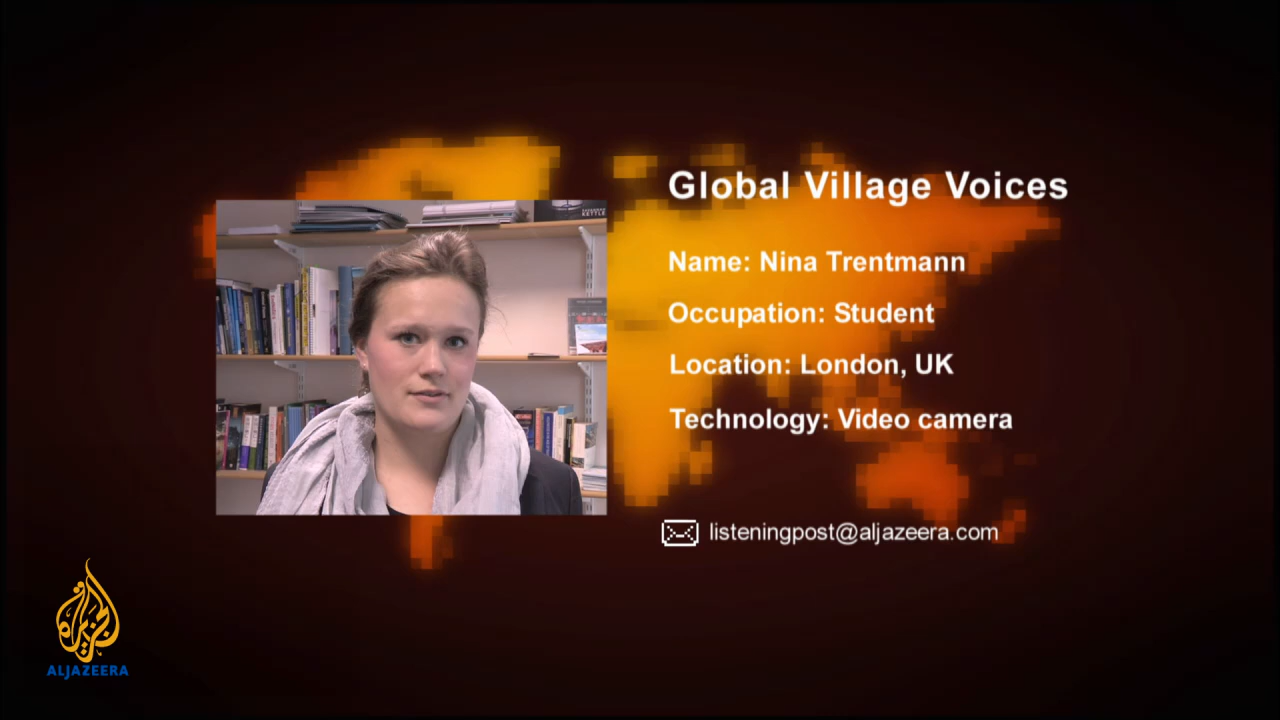 Global Village Voices
Name: Nina Trentmann
Occupation: Student
Location: London, UK
Technology: Video camera
listeningpost@aljazeera.com
الجزيرة
ALJAZEERA